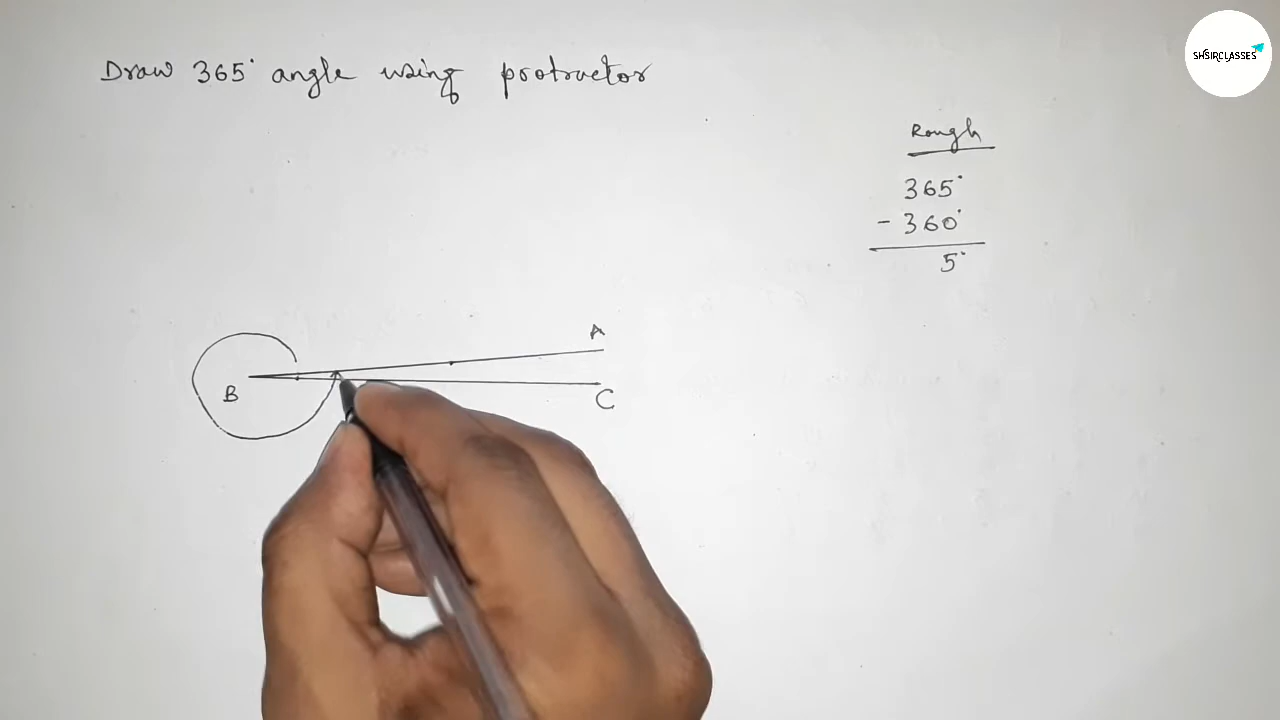 Draw 365° angle using protractor
SHSIRCLASSES
Rough
365°
- 360°
5°
A
B
C